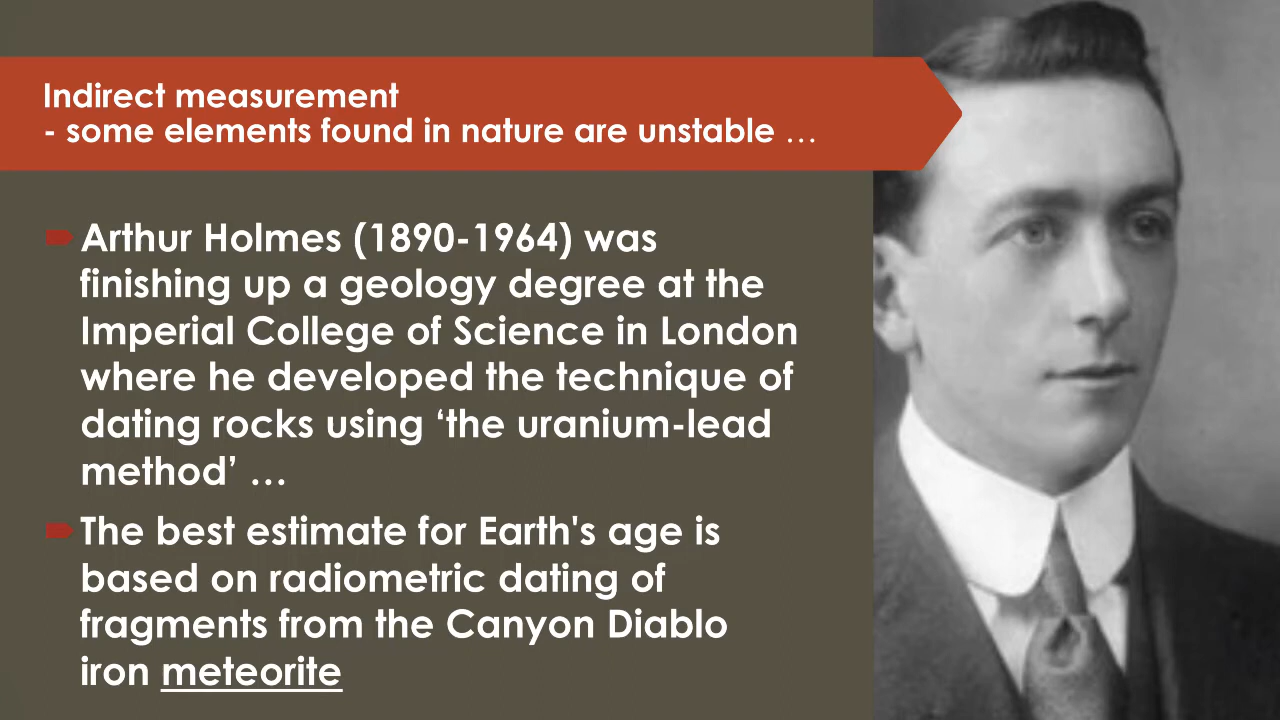 Indirect measurement
- some elements found in nature are unstable …
Arthur Holmes (1890-1964) was
finishing up a geology degree at the
Imperial College of Science in London
where he developed the technique of
dating rocks using ‘the uranium-lead
method’ …
The best estimate for Earth's age is
based on radiometric dating of
fragments from the Canyon Diablo
iron meteorite